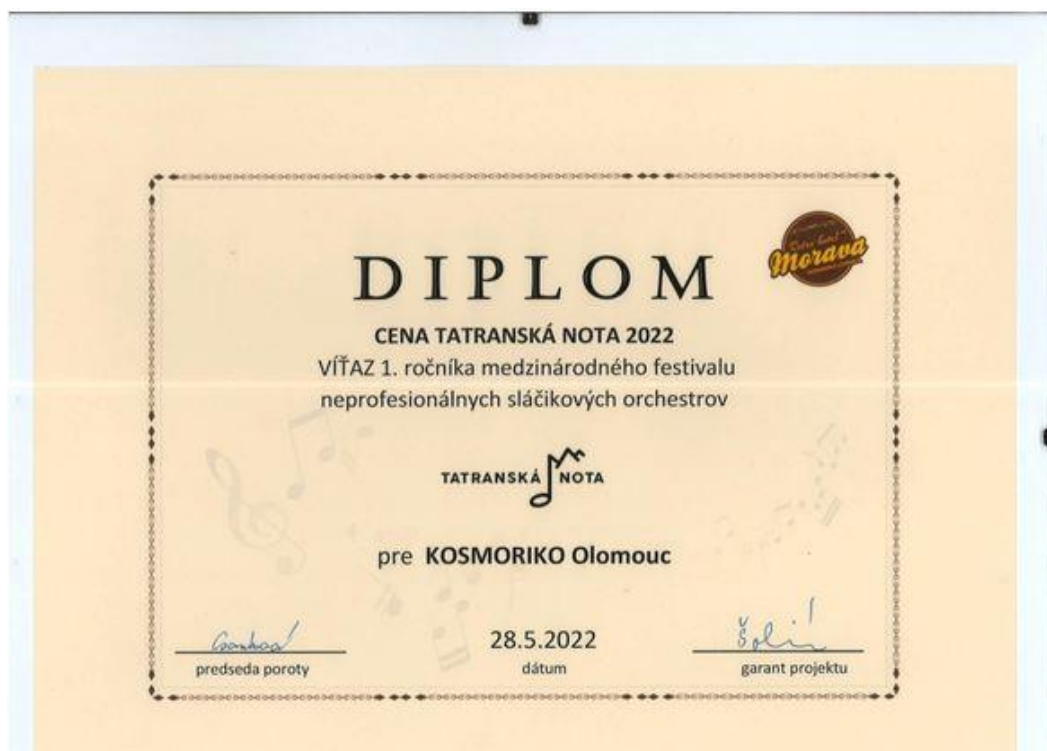 DIPLOM
Morava
CENA TATRANSKÁ NOTA 2022
VÍŤAZ 1. ročníka medzinárodného festivalu
neprofesionálnych sláčikových orchestrov
TATRANSKÁ NOTA
pre KOSMORIKO Olomouc
28.5.2022
predseda poroty
dátum
garant projektu